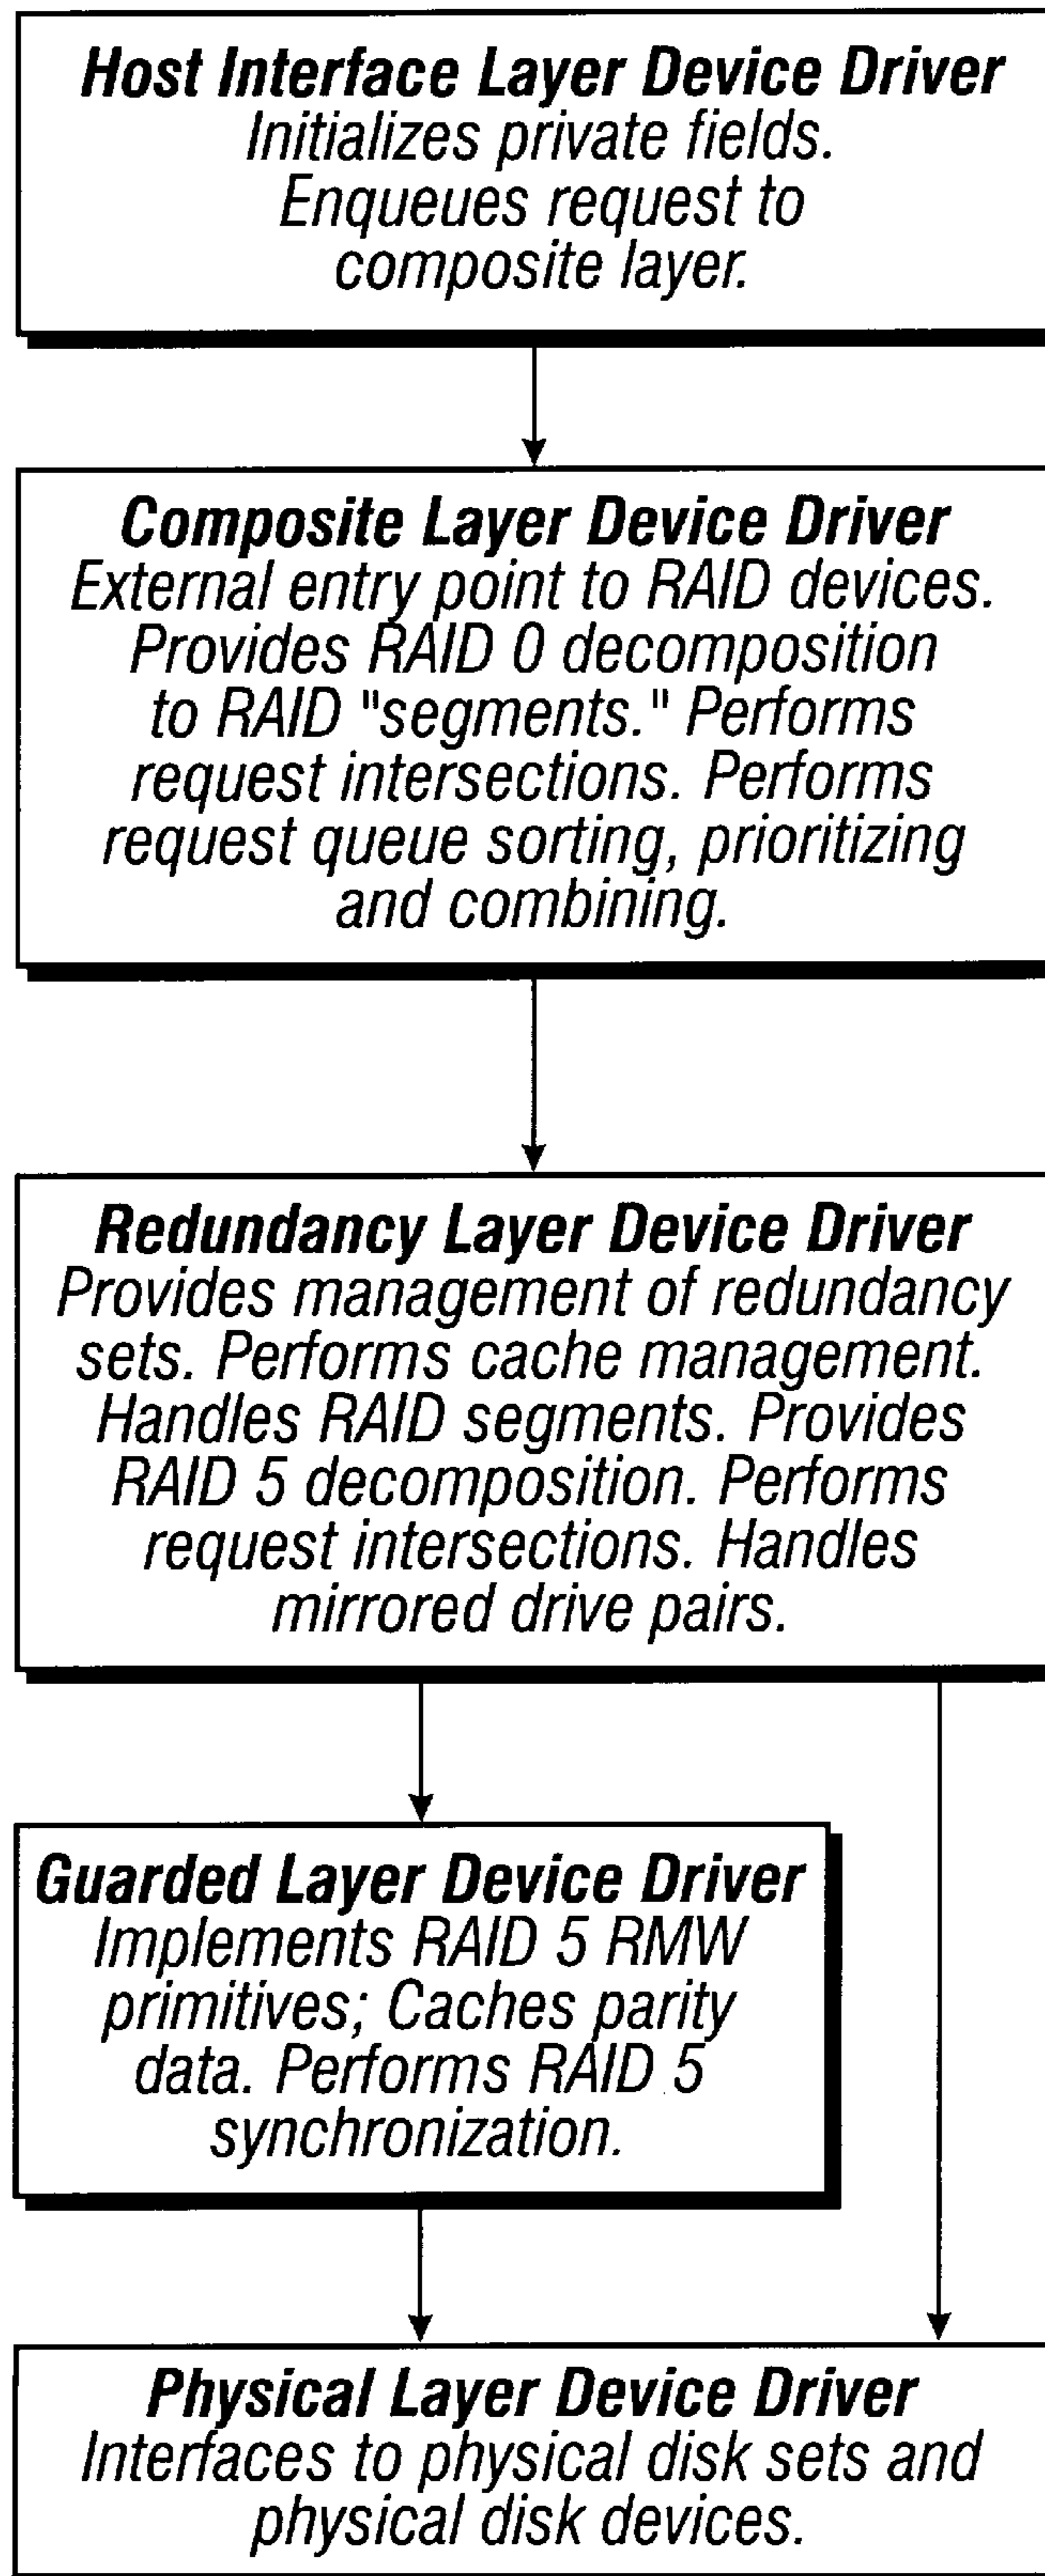 Host Interface Layer Device Driver
Initializes private fields.
Enqueues request to
composite layer.
Composite Layer Device Driver
External entry point to RAID devices.
Provides RAID 0 decomposition
to RAID "segments." Performs
request intersections. Performs
request queue sorting, prioritizing
and combining.
Redundancy Layer Device Driver
Provides management of redundancy
sets. Performs cache management.
Handles RAID segments. Provides
RAID 5 decomposition. Performs
request intersections. Handles
mirrored drive pairs.
Guarded Layer Device Driver
Implements RAID 5 RMW
primitives; Caches parity
data. Performs RAID 5
synchronization.
Physical Layer Device Driver
Interfaces to physical disk sets and
physical disk devices.